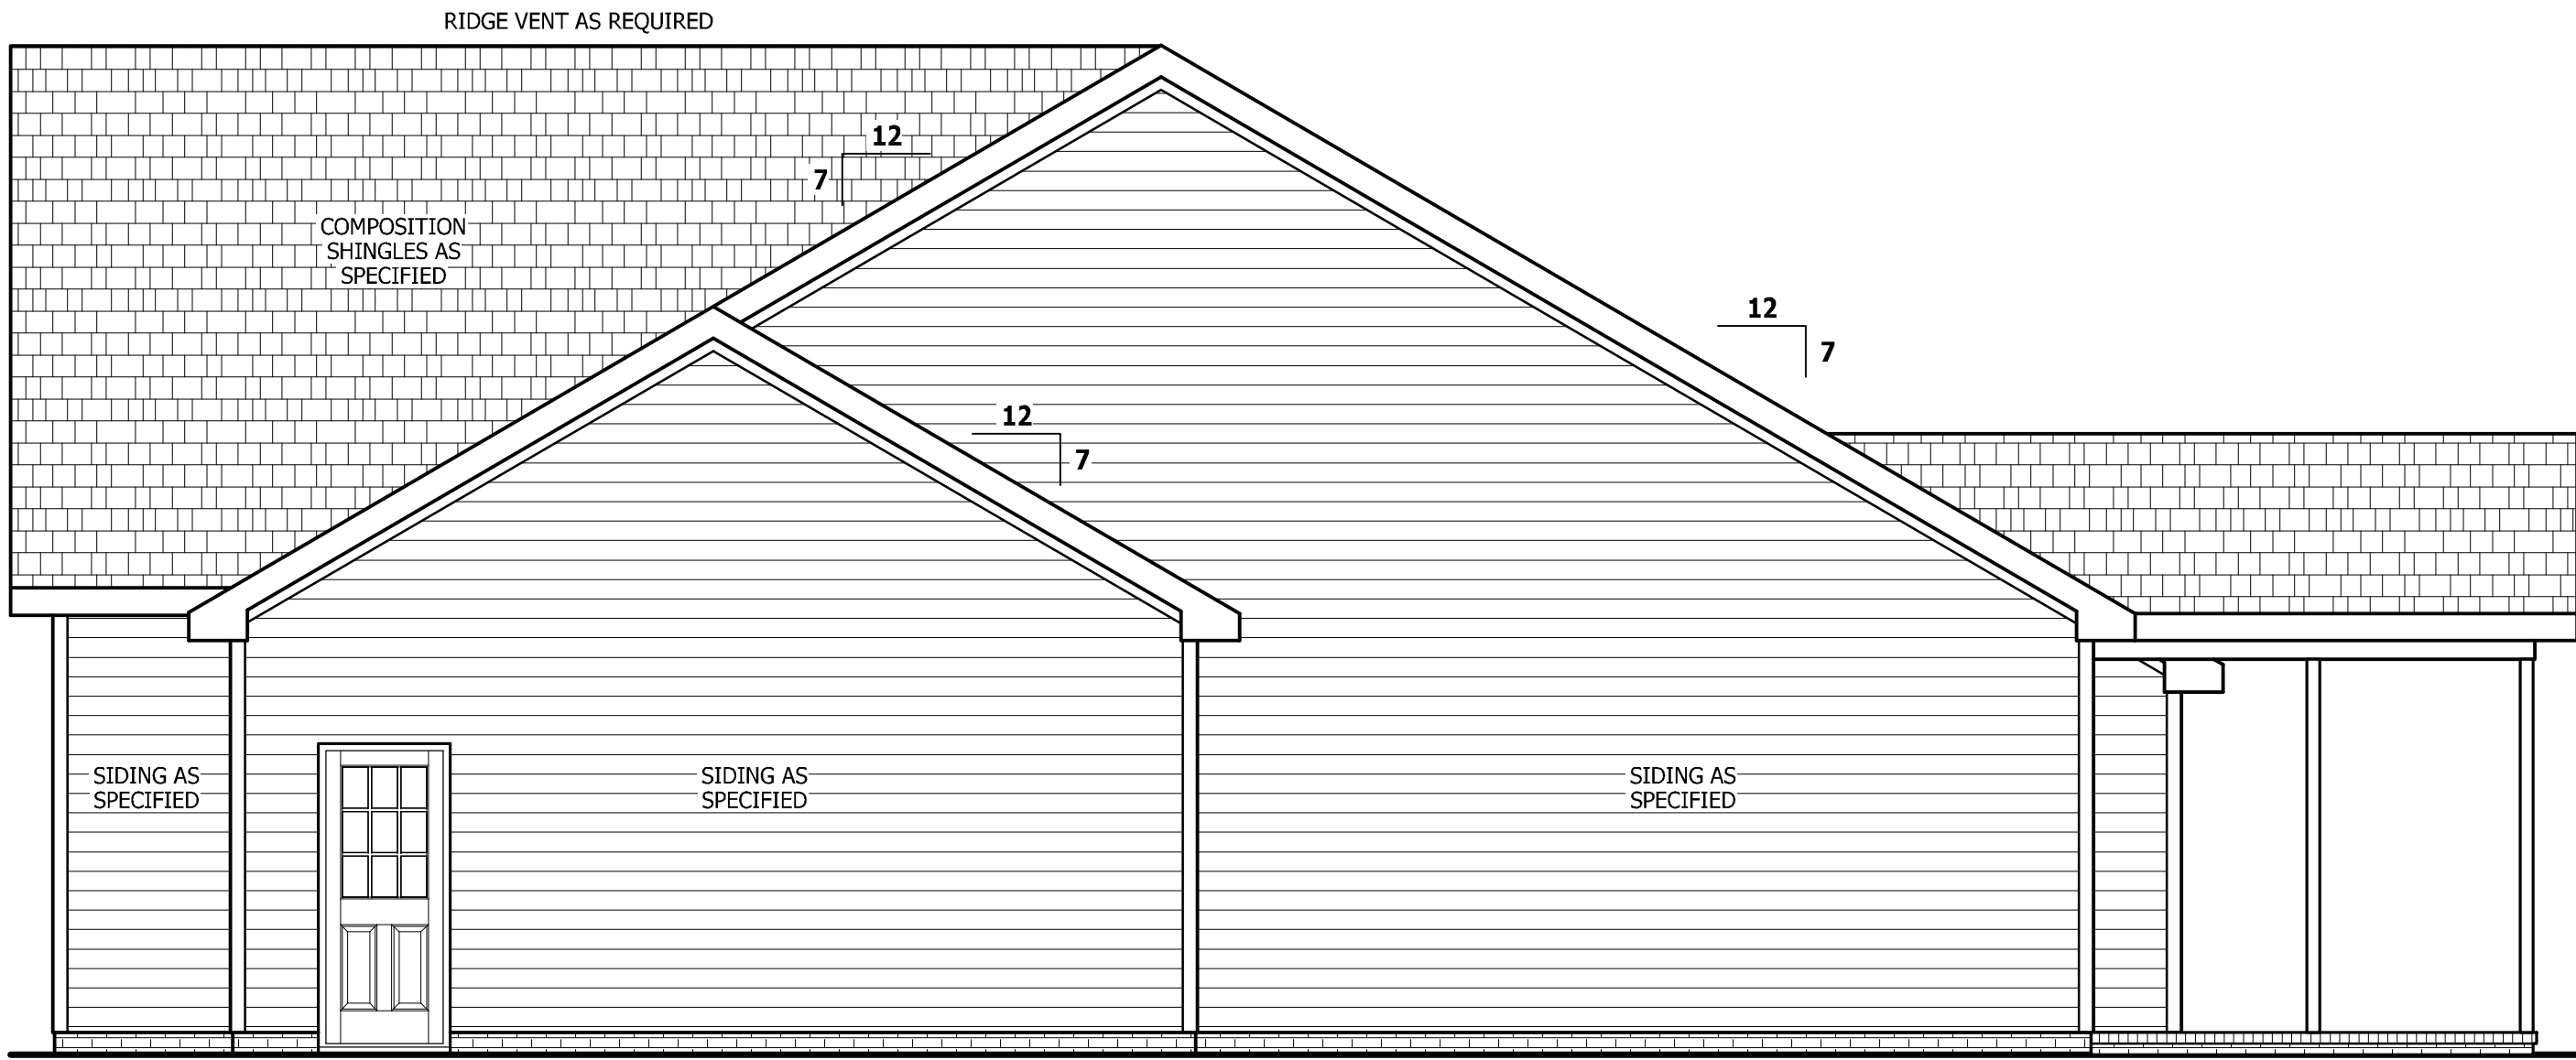 RIDGE VENT AS REQUIRED
12
7
COMPOSITION
SHINGLES AS
SPECIFIED
12
7
12
7
SIDING AS
SPECIFIED
SIDING AS
SPECIFIED
SIDING AS
SPECIFIED